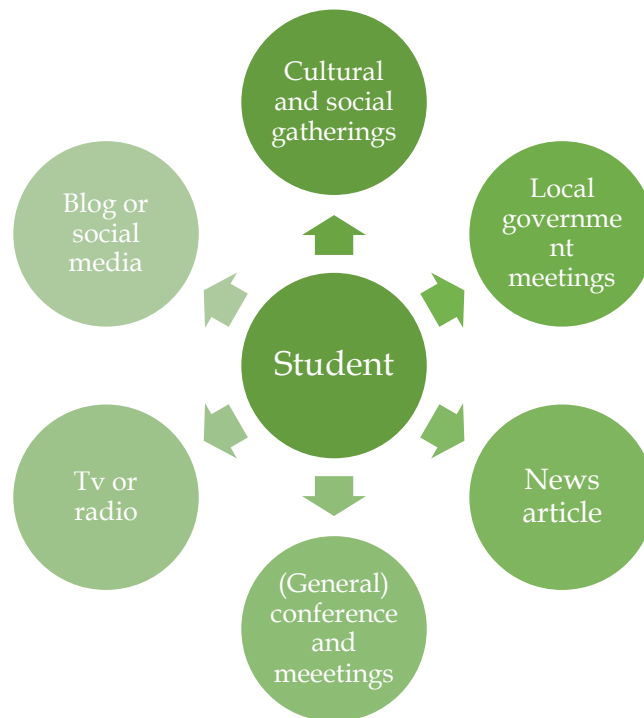 Cultural
and social
gatherings
Local
governme
nt
meetings
News
article
(General)
conference
and
meeetings
Tv or
radio
Blog or
social
media
Student